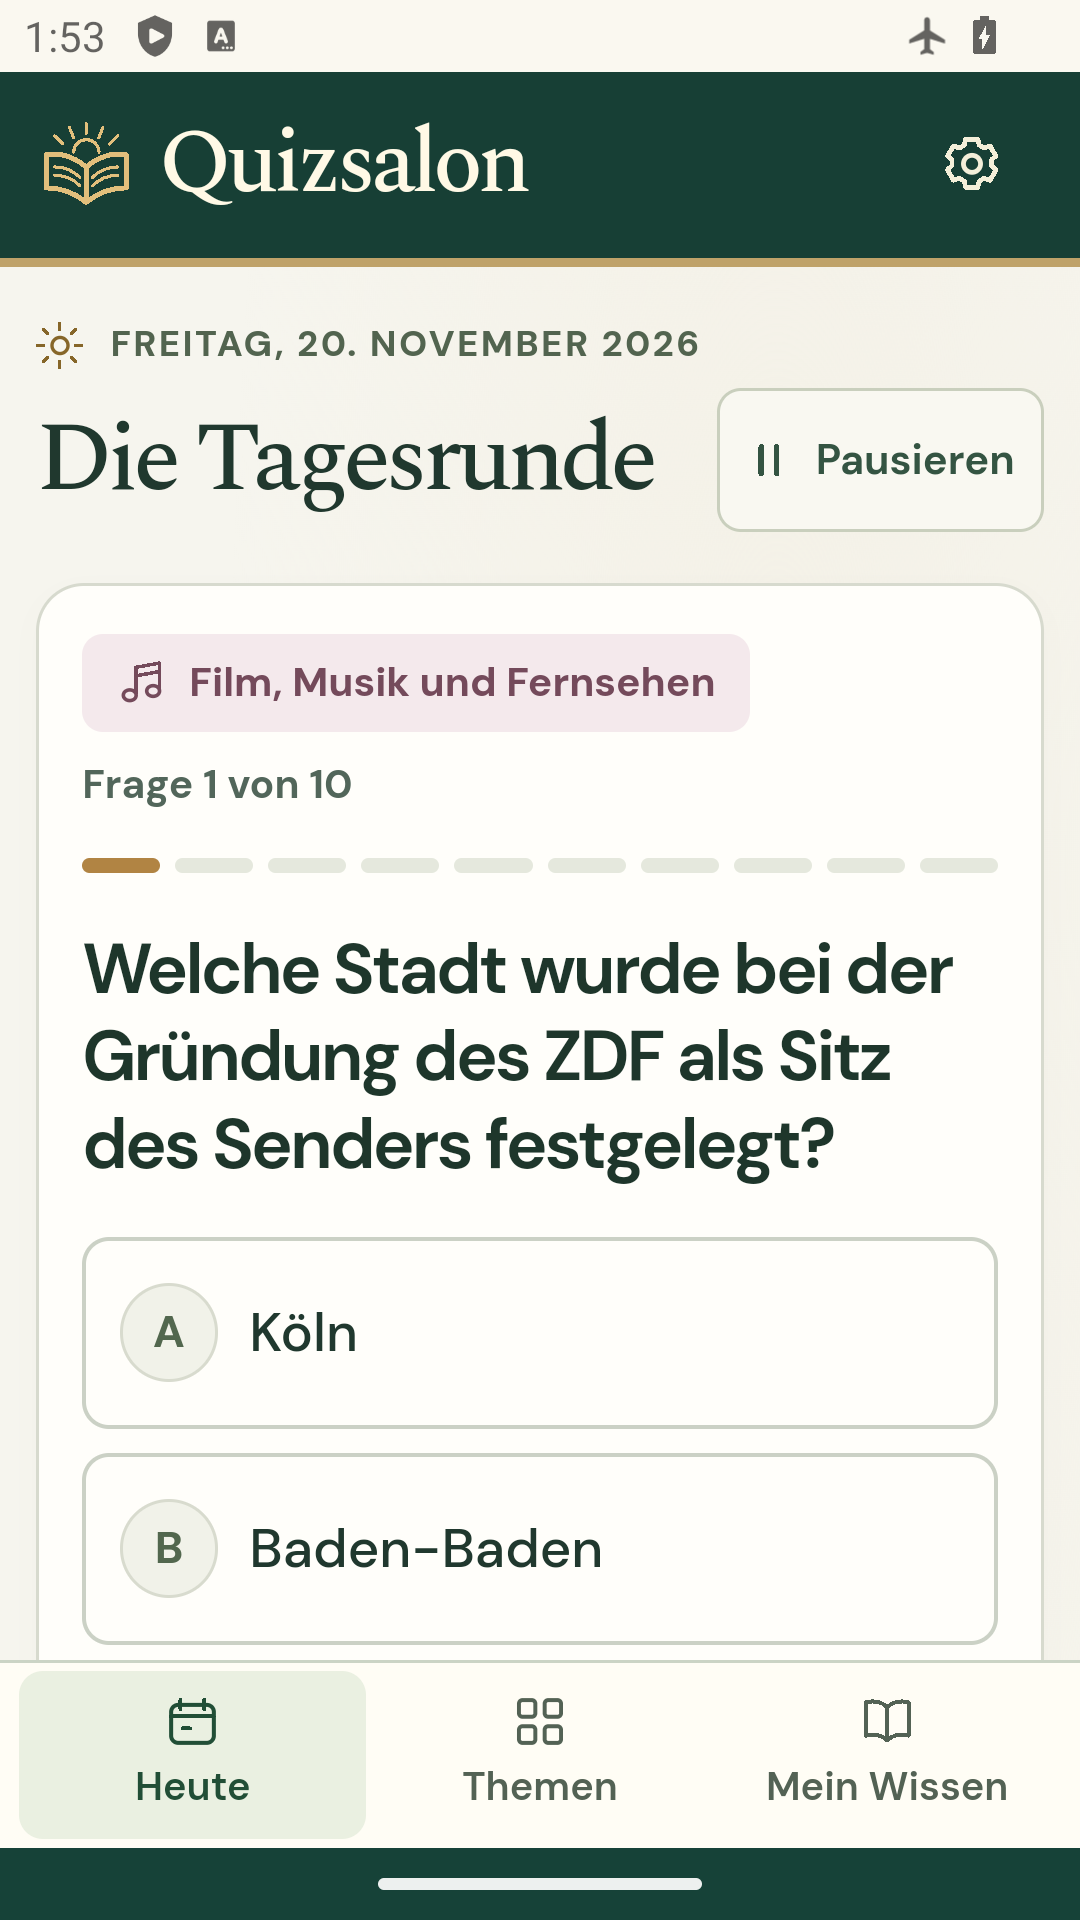 1:53
Quizsalon
FREITAG, 20. NOVEMBER 2026
Die Tagesrunde
Pausieren
Film, Musik und Fernsehen
Frage 1 von 10
Welche Stadt wurde bei der
Gründung des ZDF als Sitz
des Senders festgelegt?
A Köln
B Baden-Baden
Heute
Themen
Mein Wissen